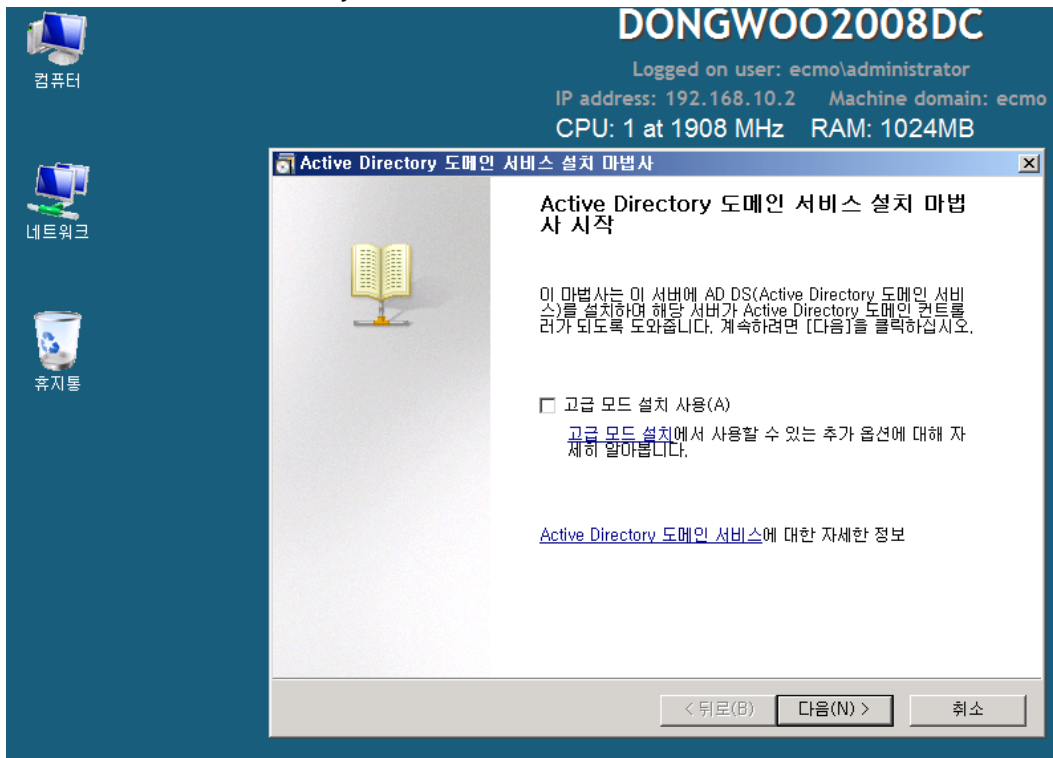 DONGWOO2008DC
컴퓨터
Logged on user: ecmo\administrator
IP address: 192.168.10.2 Machine domain: ecmo
CPU: 1 at 1908 MHz RAM: 1024MB
네트워크
휴지통
Active Directory 도메인 서비스 설치 마법사
Active Directory 도메인 서비스 설치 마법
사 시작
이 마법사는 이 서버에 AD DS(Active Directory 도메인 서비
스)를 설치하여 해당 서버가 Active Directory 도메인 컨트롤
러가 되도록 도와줍니다. 계속하려면 [다음]을 클릭하십시오.
고급 모드 설치 사용(A)
고급 모드 설치에서 사용할 수 있는 추가 옵션에 대해 자
세히 알아봅니다.
Active Directory 도메인 서비스에 대한 자세한 정보
< 뒤로(B) 다음(N) > 취소